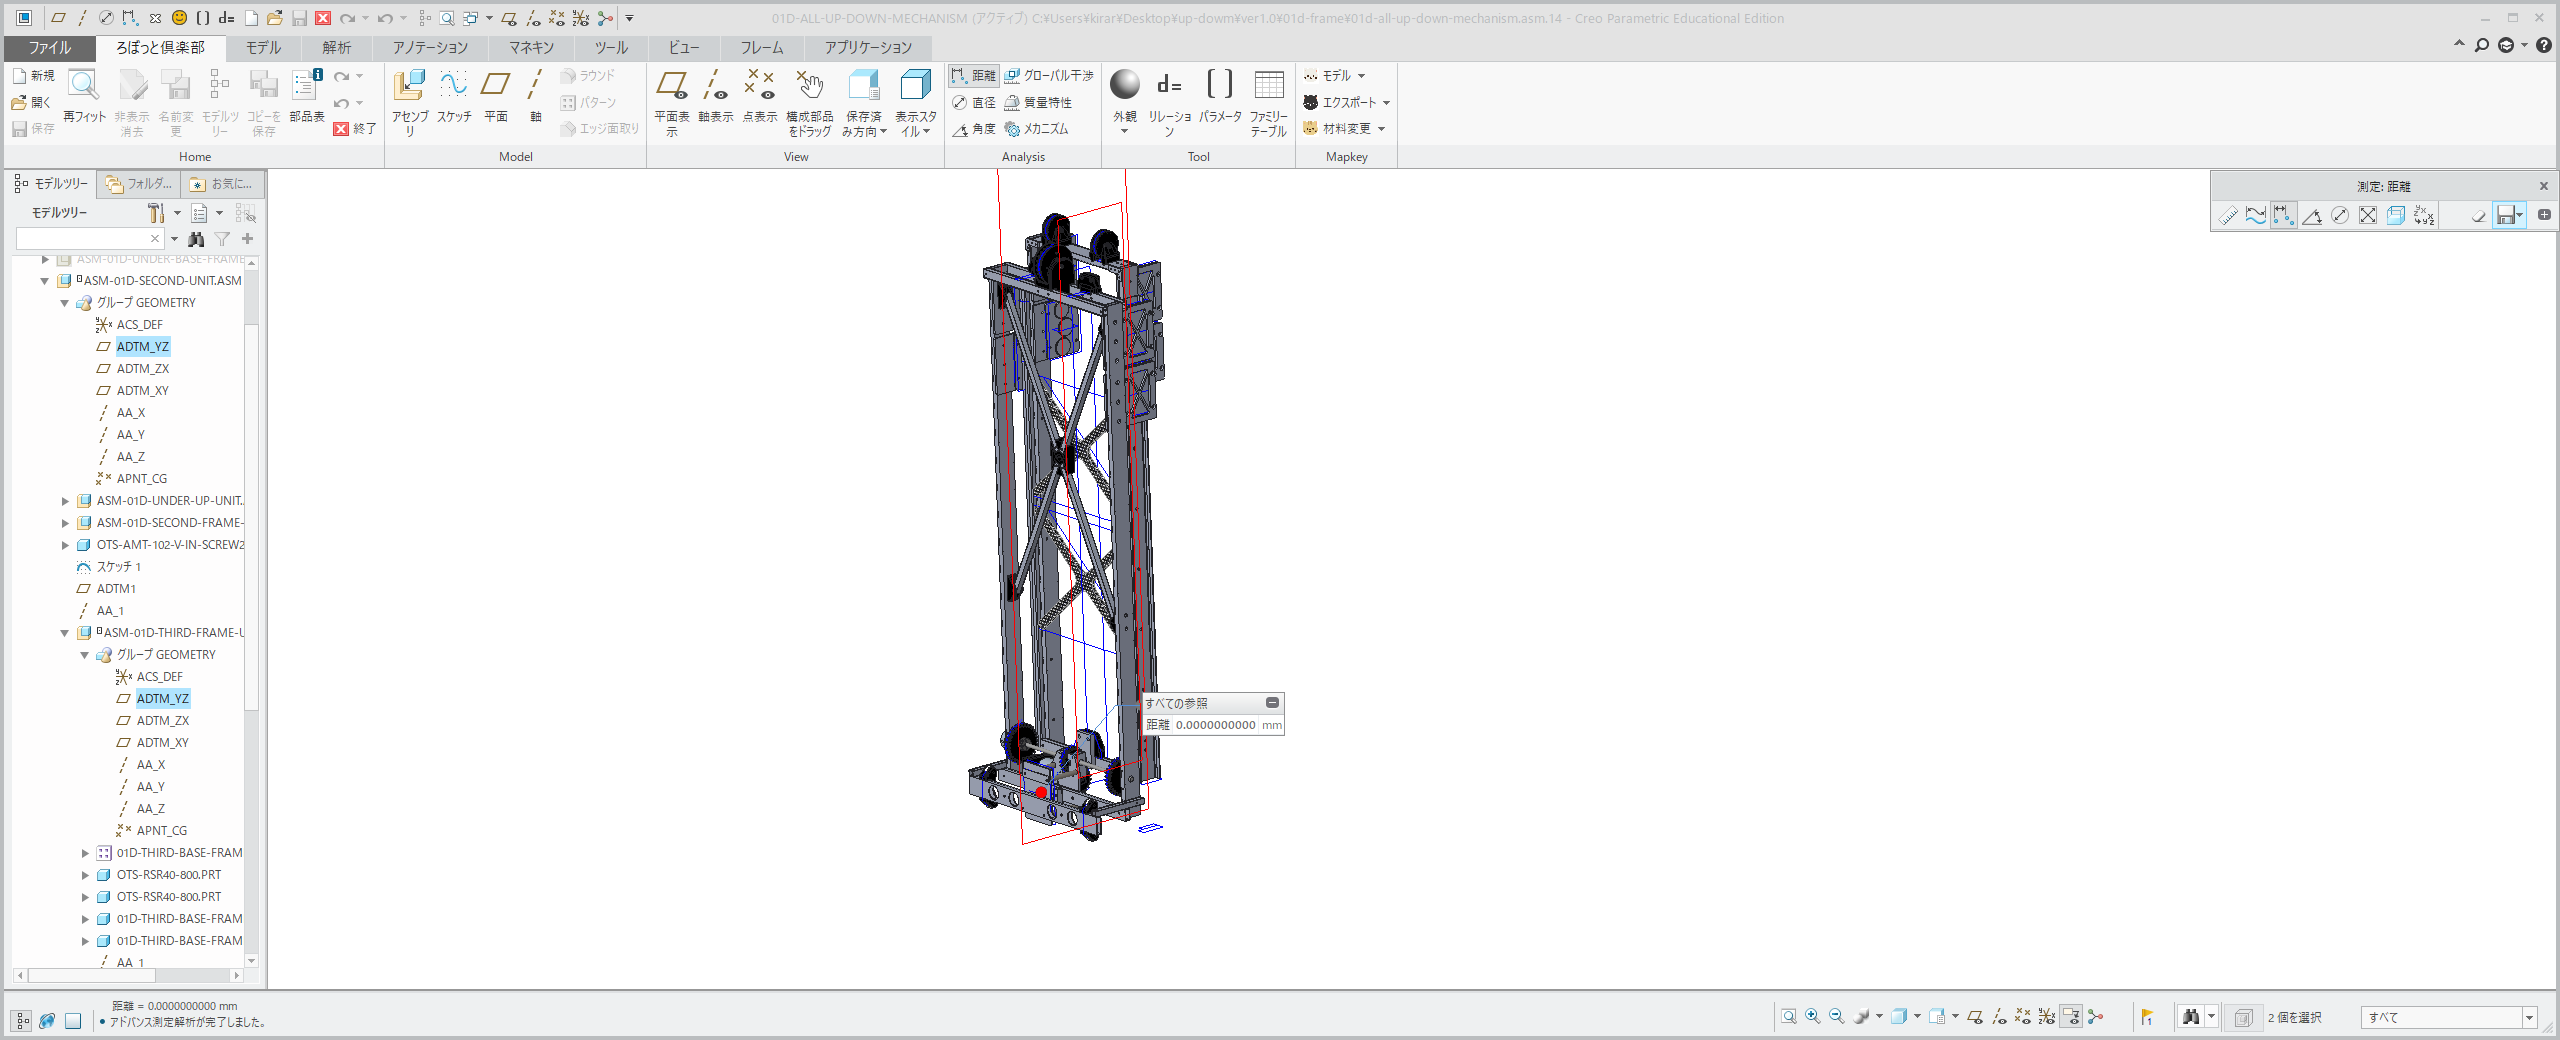 01D-ALL-UP-DOWN-MECHANISM (アクティブ) C:¥Users¥kirar¥Desktop¥up-down¥ver1.0¥01d-frame¥01d-all-up-down-mechanism.asm.14 - Creo Parametric Educational Edition
ファイル ろぼっと倶楽部 モデル 解析 アノテーション マネキン ツール ビュー フレーム アプリケーション
新規
開く
保存
再フィット
非表示
消去
名前変
更
モデルツ
リー
コピーを
保存
部品表
終了
アセンブ
リ
スケッチ
平面
軸
ラウンド
パターン
エッジ面取り
平面表
示
軸表示
点表示
構成部品
をドラッグ
保存済
み方向
表示スタ
イル
距離
直径
角度
グローバル干渉
質量特性
メカニズム
外観
d=
リレーショ
ン
パラメータ
ファミリー
テーブル
モデル
エクスポート
材料変更
Home Model View Analysis Tool Mapkey
モデルツリー フォルダ... お気に...
モデルツリー
ASM-01D-UNDER-BASE-FRAME
ASM-01D-SECOND-UNIT.ASM
グループ GEOMETRY
ACS_DEF
ADTM_YZ
ADTM_ZX
ADTM_XY
AA_X
AA_Y
AA_Z
APNT_CG
ASM-01D-UNDER-UP-UNIT.
ASM-01D-SECOND-FRAME-
OTS-AMT-102-V-IN-SCREW2
スケッチ 1
ADTM1
AA_1
ASM-01D-THIRD-FRAME-U
グループ GEOMETRY
ACS_DEF
ADTM_YZ
ADTM_ZX
ADTM_XY
AA_X
AA_Y
AA_Z
APNT_CG
01D-THIRD-BASE-FRAM
OTS-RSR40-800.PRT
OTS-RSR40-800.PRT
01D-THIRD-BASE-FRAM
01D-THIRD-BASE-FRAM
AA_1
測定: 距離
すべての参照
距離 0.0000000000 mm
距離 = 0.0000000000 mm
• アドバンス測定解析が完了しました。
2 個を選択
すべて